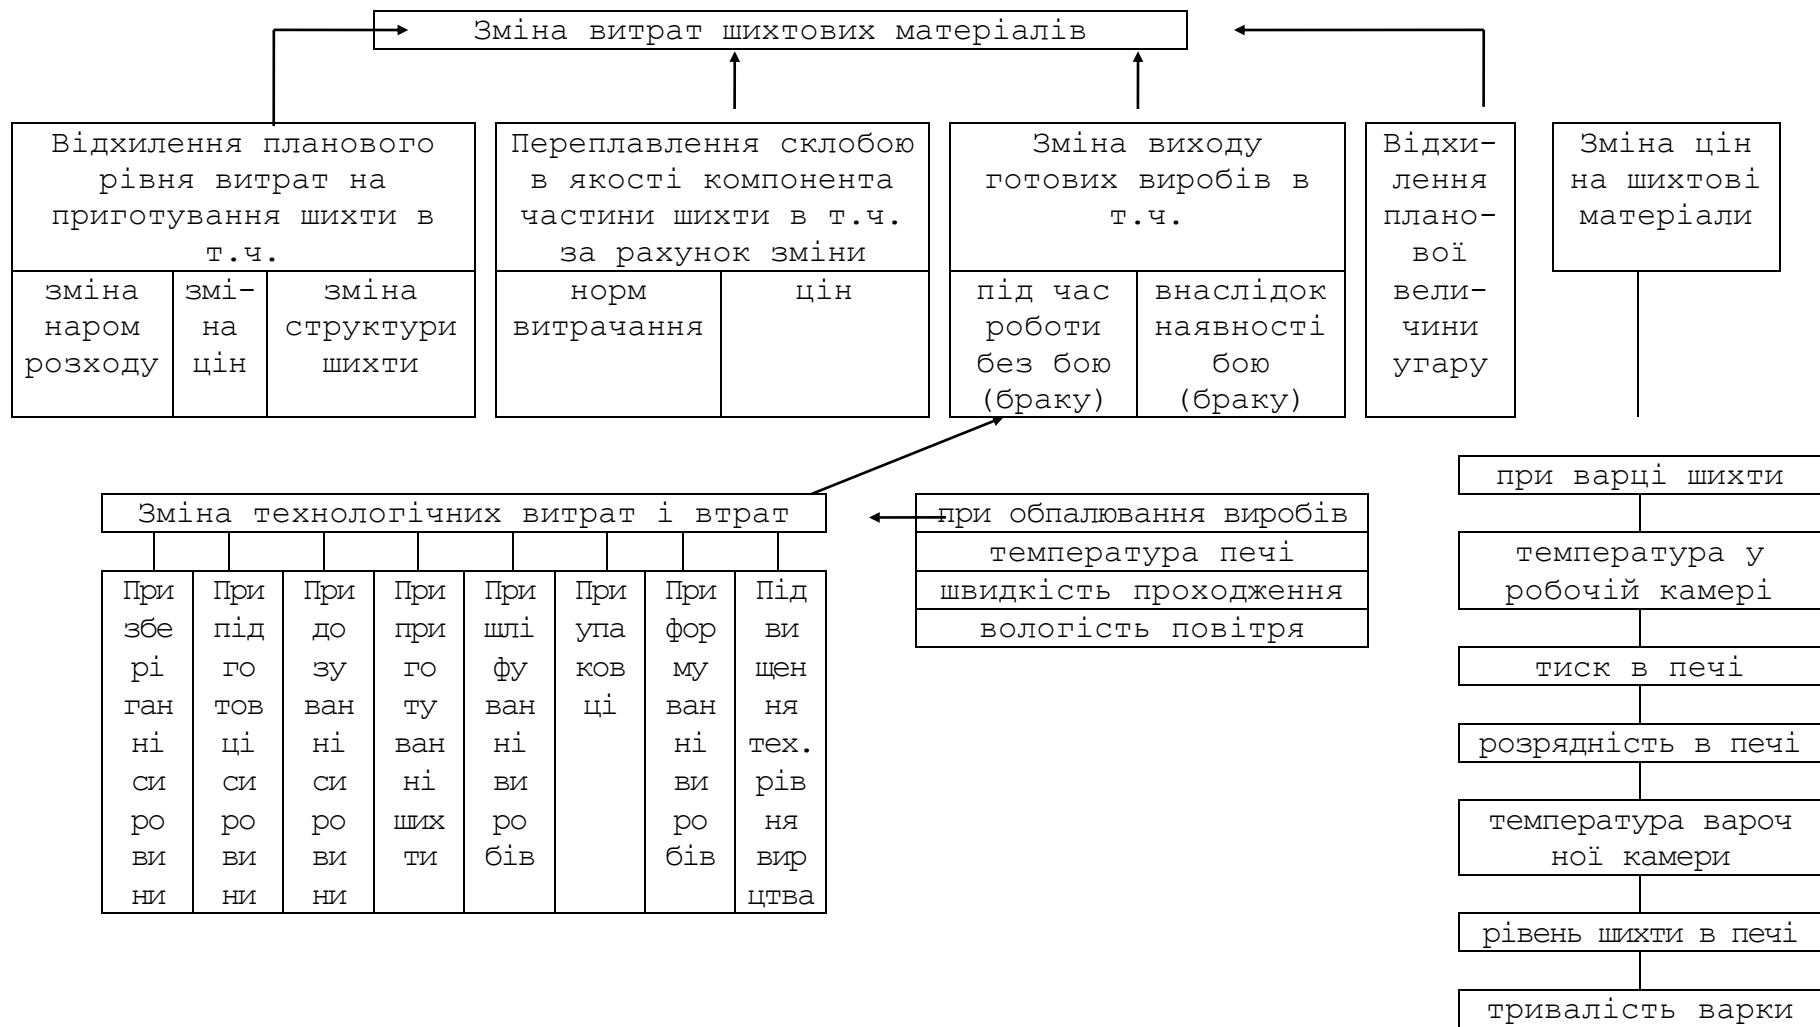 Зміна витрат шихтових матеріалів
Відхилення планового
рівня витрат на
приготування шихти в
т.ч.
зміна
наром
розходу
змі-
на
цін
зміна
структури
шихти
Переплавлення склобою
в якості компонента
частини шихти в т.ч.
за рахунок зміни
норм
витрачання
цін
Зміна виходу
готових виробів в
т.ч.
під час
роботи
без бою
(браку)
внаслідок
наявності
бою
(браку)
Відхи-
лення
плано-
вої
вели-
чини
угару
Зміна цін
на шихтові
матеріали
Зміна технологічних витрат і втрат
При
збе
рі
ган
ні
си
ро
ви
ни
При
під
го
тов
ці
си
ро
ви
ни
При
до
зу
ван
ні
си
ро
ви
ни
При
при
го
ту
ван
ні
ших
ти
При
шлі
фу
ван
ні
ви
ро
бів
При
упа
ков
ці
При
фор
му
ван
ні
ви
ро
бів
Під
ви
щен
ня
тех.
рів
ня
вир
цтва
при обпалювання виробів
температура печі
швидкість проходження
вологість повітря
при варці шихти
температура у
робочій камері
тиск в печі
розрядність в печі
температура вароч
ної камери
рівень шихти в печі
тривалість варки